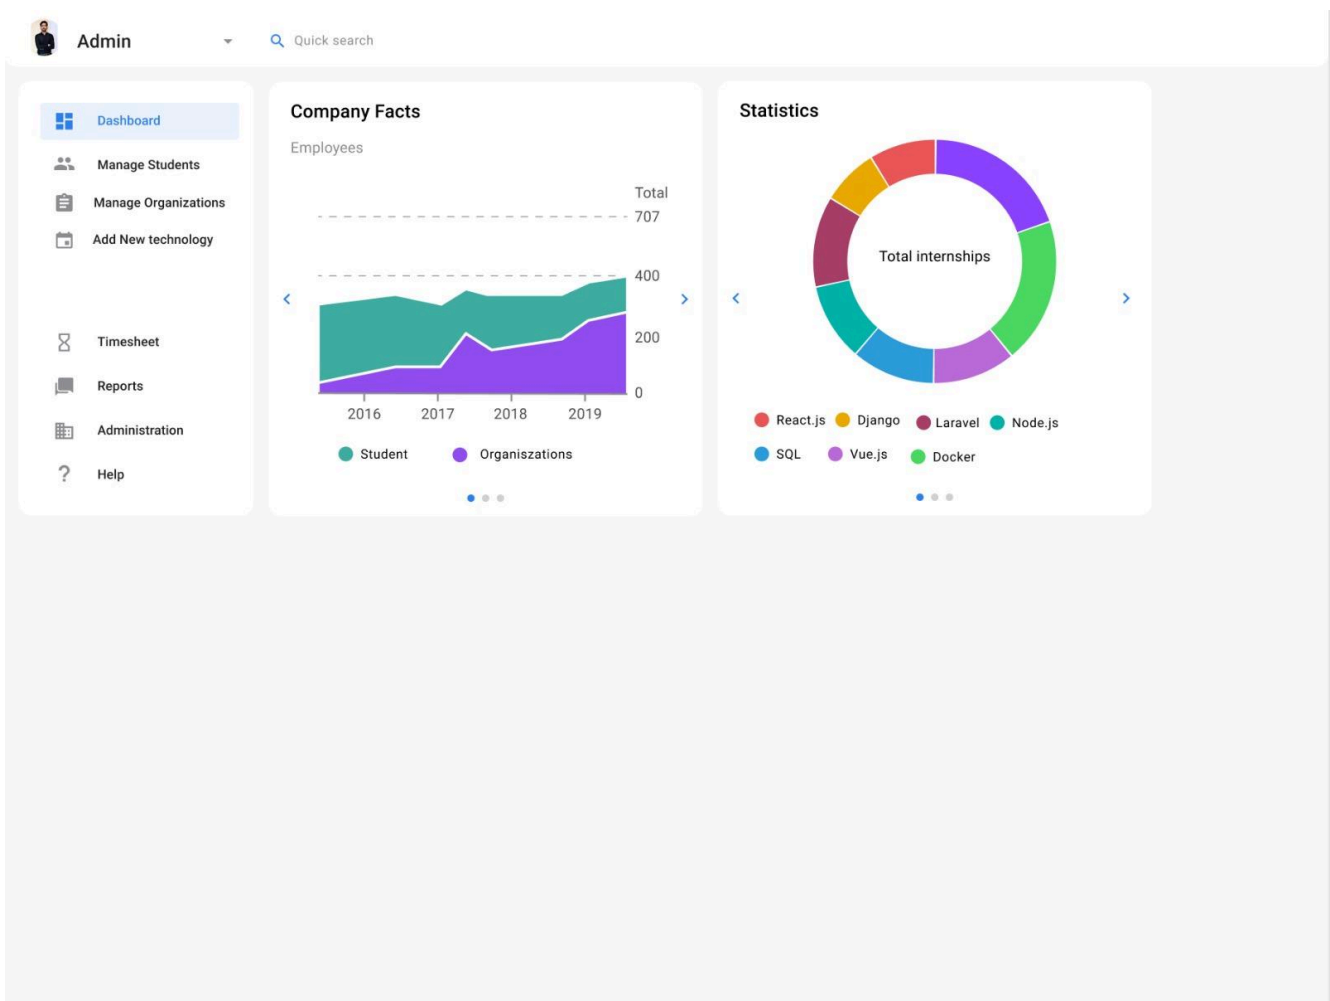 Admin
Quick search
Dashboard
Manage Students
Manage Organizations
Add New technology
Timesheet
Reports
Administration
Help
Company Facts
Employees
Total
707
400
200
0
2016 2017 2018 2019
Student Organiszations
Statistics
Total internships
React.js Django Laravel Node.js
SQL Vue.js Docker